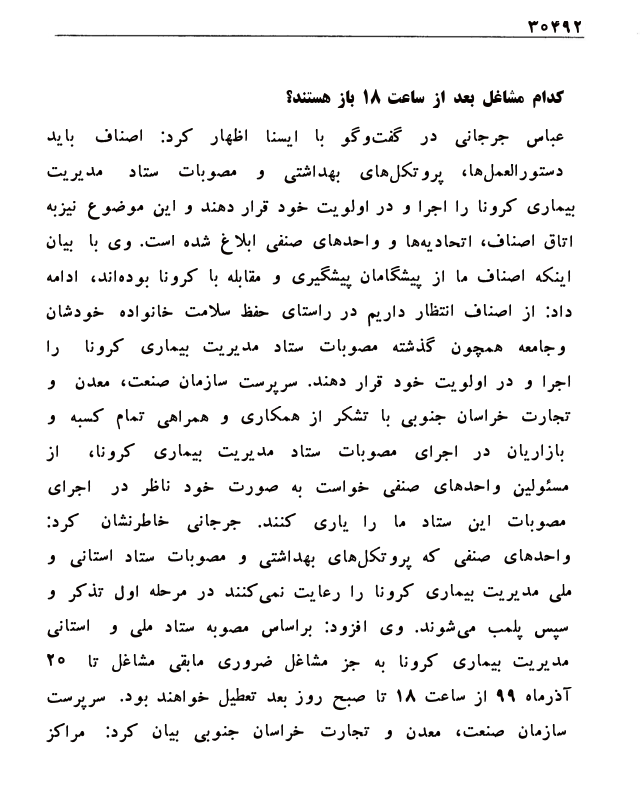 ۳۰۴۹۲
کدام مشاغل بعد از ساعت ۱۸ باز هستند؟
عباس جرجانی در گفت‌وگو با ایسنا اظهار کرد: اصناف باید
دستورالعمل‌ها، پروتکل‌های بهداشتی و مصوبات ستاد مدیریت
بیماری کرونا را اجرا و در اولویت خود قرار دهند و این موضوع نیزبه
اتاق اصناف، اتحادیه‌ها و واحدهای صنفی ابلاغ شده است. وی با بیان
اینکه اصناف ما از پیشگامان پیشگیری و مقابله با کرونا بوده‌اند، ادامه
داد: از اصناف انتظار داریم در راستای حفظ سلامت خانواده خودشان
وجامعه همچون گذشته مصوبات ستاد مدیریت بیماری کرونا را
اجرا و در اولویت خود قرار دهند. سرپرست سازمان صنعت، معدن و
تجارت خراسان جنوبی با تشکر از همکاری و همراهی تمام کسبه و
بازاریان در اجرای مصوبات ستاد مدیریت بیماری کرونا، از
مسئولین واحدهای صنفی خواست به صورت خود ناظر در اجرای
مصوبات این ستاد ما را یاری کنند. جرجانی خاطرنشان کرد:
واحدهای صنفی که پروتکل‌های بهداشتی و مصوبات ستاد استانی و
ملی مدیریت بیماری کرونا را رعایت نمی‌کنند در مرحله اول تذکر و
سپس پلمب می‌شوند. وی افزود: براساس مصوبه ستاد ملی و استانی
مدیریت بیماری کرونا به جز مشاغل ضروری مابقی مشاغل تا ۲۰
آذرماه ۹۹ از ساعت ۱۸ تا صبح روز بعد تعطیل خواهند بود. سرپرست
سازمان صنعت، معدن و تجارت خراسان جنوبی بیان کرد: مراکز